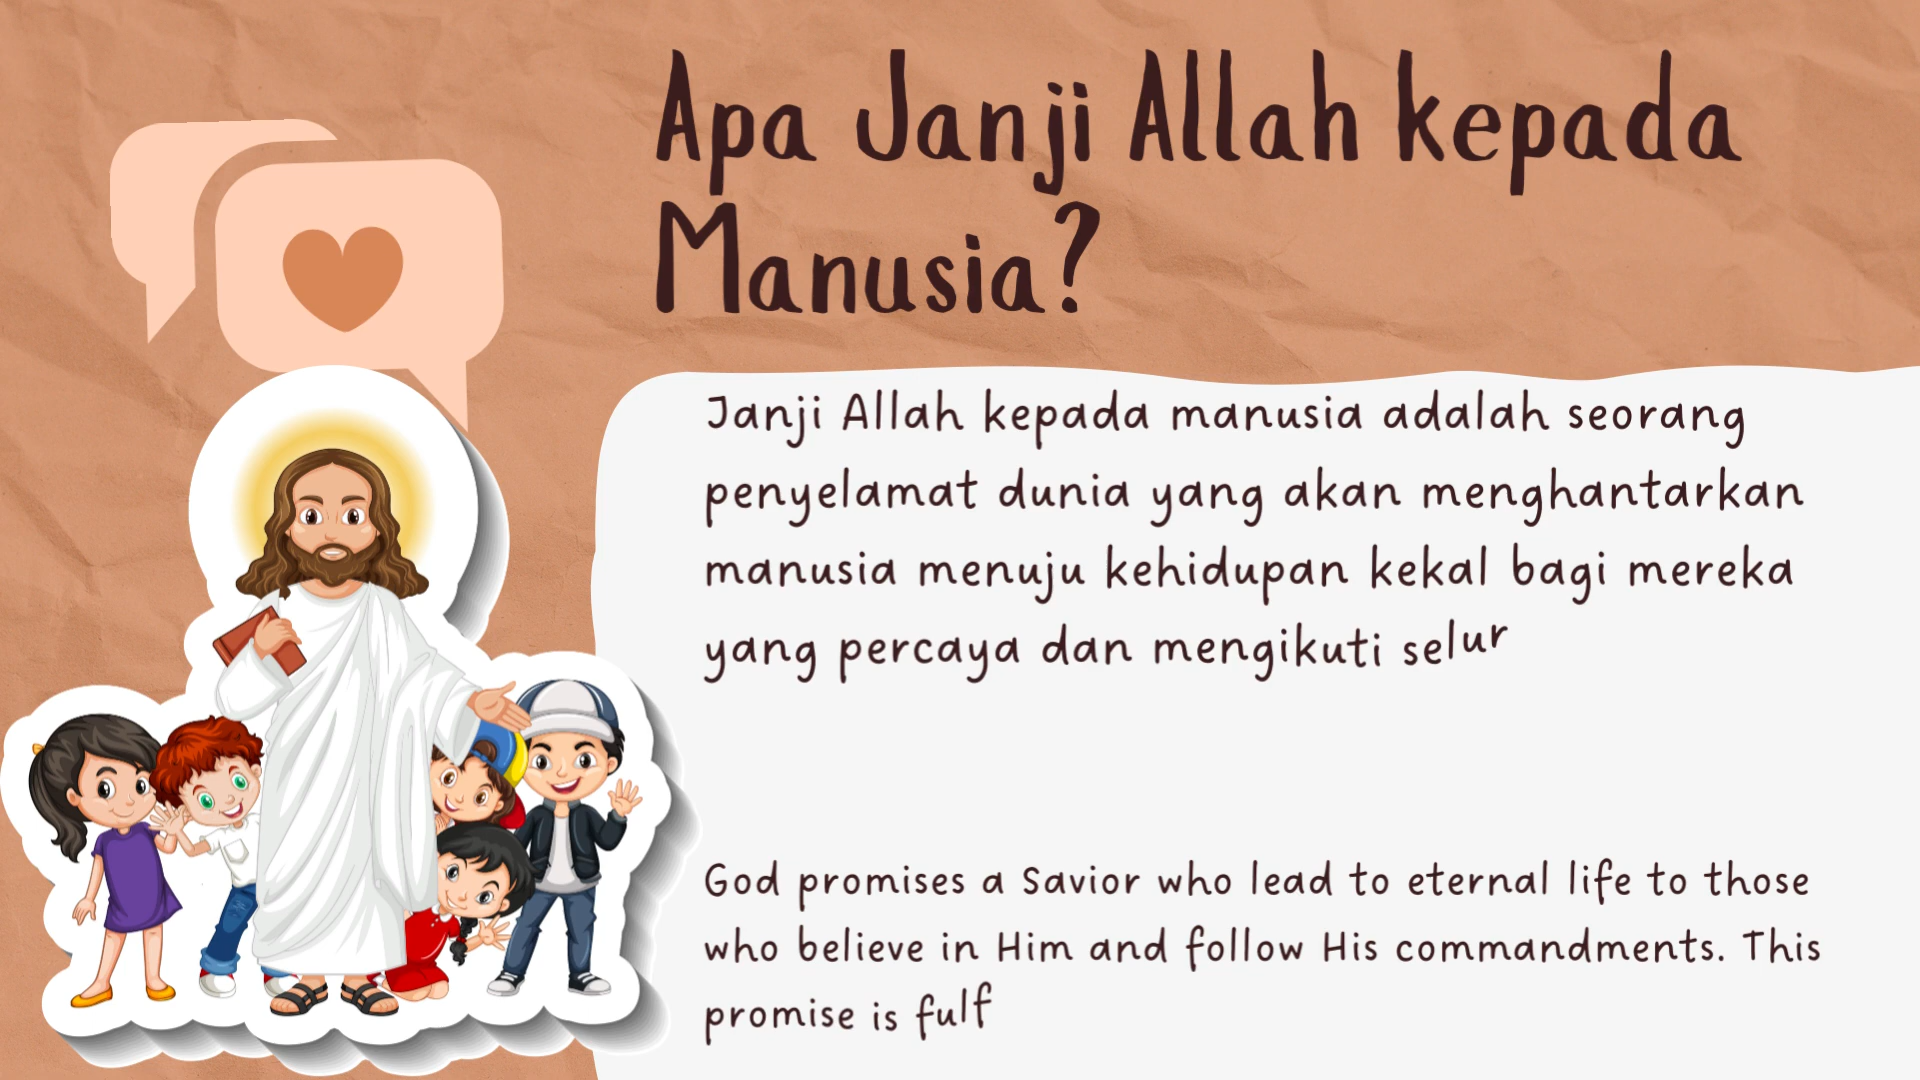 Apa Janji Allah kepada
Manusia?
Janji Allah kepada manusia adalah seorang
penyelamat dunia yang akan menghantarkan
manusia menuju kehidupan kekal bagi mereka
yang percaya dan mengikuti selur
God promises a Savior who lead to eternal life to those
who believe in Him and follow His commandments. This
promise is fulf